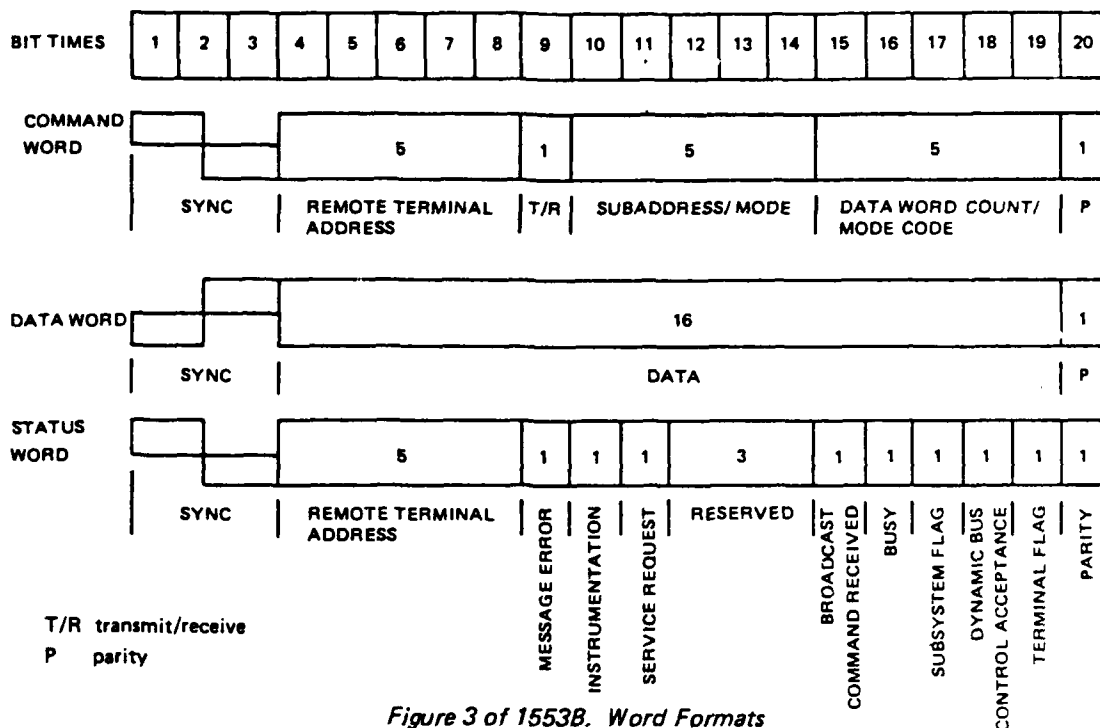 BIT TIMES 1 2 3 4 5 6 7 8 9 10 11 12 13 14 15 16 17 18 19 20
COMMAND
WORD
5 1 5 5 1
SYNC REMOTE TERMINAL ADDRESS T/R SUBADDRESS/MODE DATA WORD COUNT/ MODE CODE P
DATA WORD
16 1
SYNC DATA P
STATUS
WORD
5 1 1 1 3 1 1 1 1 1 1
SYNC REMOTE TERMINAL ADDRESS
MESSAGE ERROR
INSTRUMENTATION
SERVICE REQUEST
RESERVED
BROADCAST
COMMAND RECEIVED
BUSY
SUBSYSTEM FLAG
DYNAMIC BUS
CONTROL ACCEPTANCE
TERMINAL FLAG
PARITY
T/R transmit/receive
P parity
Figure 3 of 1553B. Word Formats